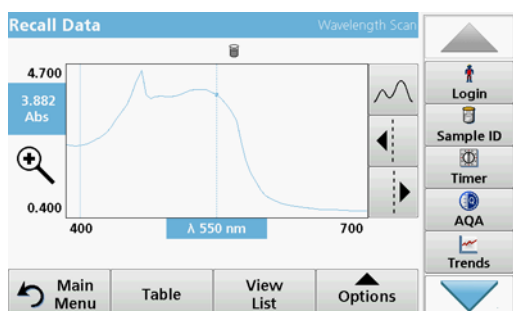 Recall Data
Wavelength Scan
4.700
3.882
Abs
0.400
400
λ 550 nm
700
Login
Sample ID
Timer
AQA
Trends
Main
Menu
Table
View
List
Options